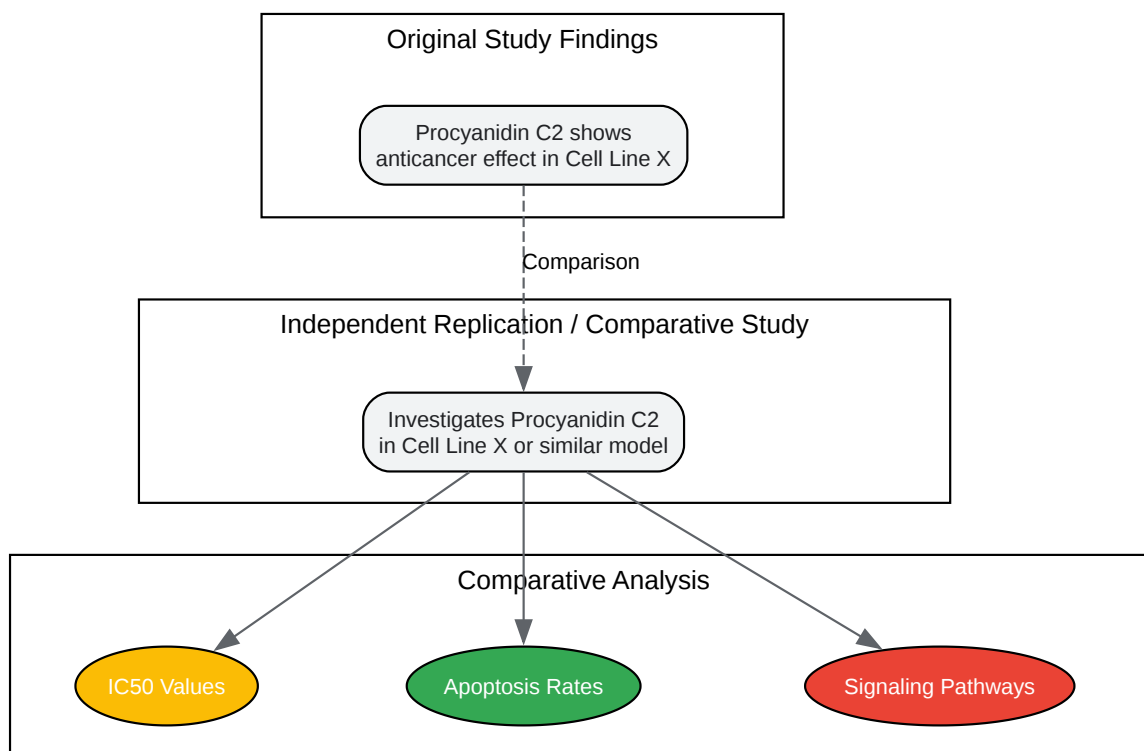 Original Study Findings
Procyanidin C2 shows
anticancer effect in Cell Line X
Comparison
Independent Replication / Comparative Study
Investigates Procyanidin C2
in Cell Line X or similar model
Comparative Analysis
IC50 Values
Apoptosis Rates
Signaling Pathways